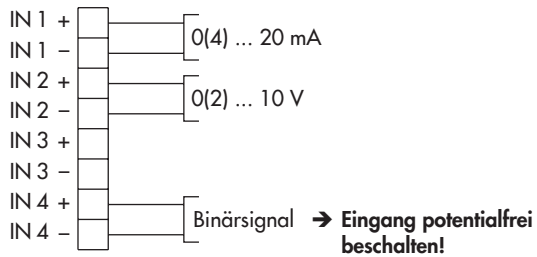 IN 1 +
0(4) ... 20 mA
IN 1 –
IN 2 +
0(2) ... 10 V
IN 2 –
IN 3 +
IN 3 –
IN 4 +
Binärsignal ➔ Eingang potentialfrei
IN 4 –
beschalten!